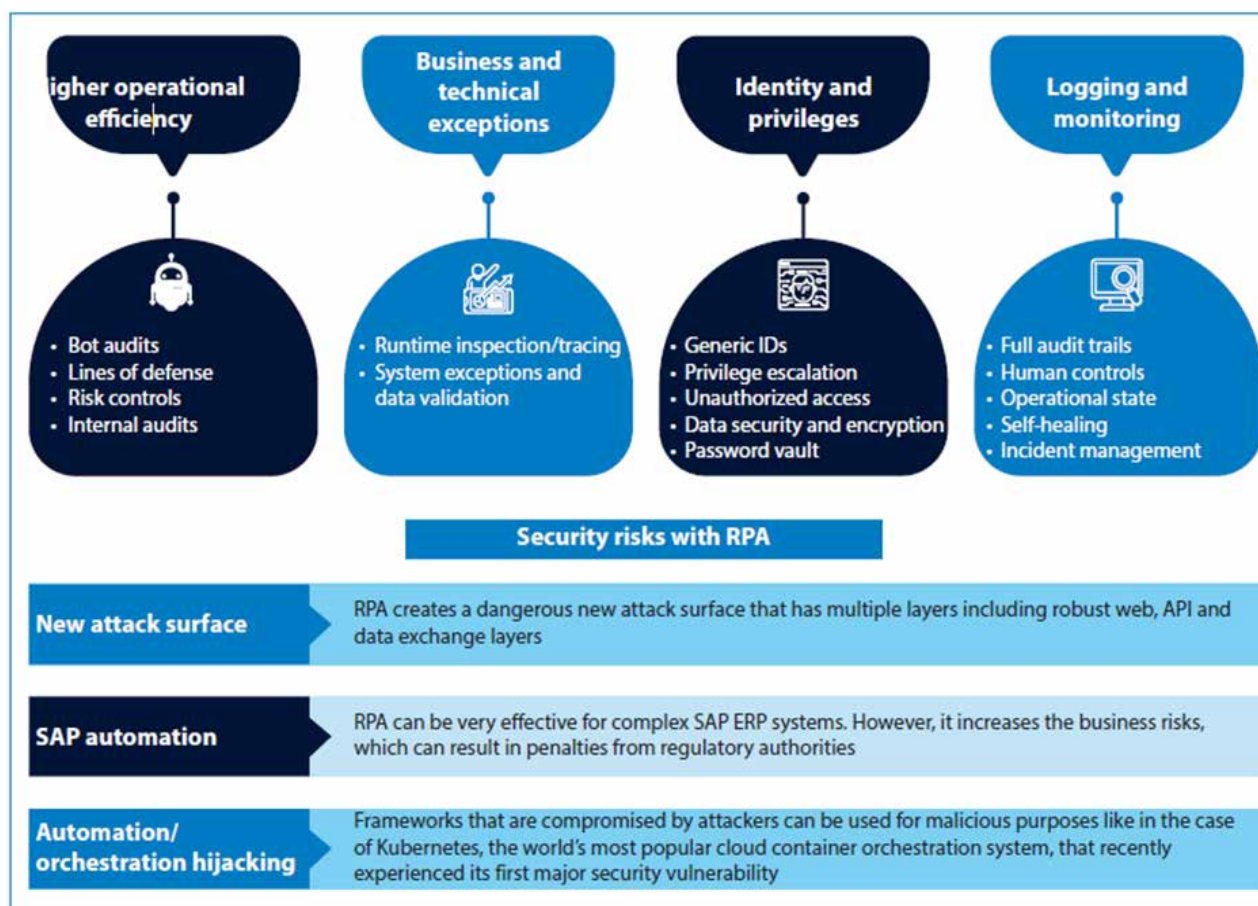 igher operational
efficiency
Business and
technical
exceptions
Identity and
privileges
Logging and
monitoring
• Bot audits
• Lines of defense
• Risk controls
• Internal audits
• Runtime inspection/tracing
• System exceptions and
data validation
• Generic IDs
• Privilege escalation
• Unauthorized access
• Data security and encryption
• Password vault
• Full audit trails
• Human controls
• Operational state
• Self-healing
• Incident management
Security risks with RPA
New attack surface
RPA creates a dangerous new attack surface that has multiple layers including robust web, API and
data exchange layers
SAP automation
RPA can be very effective for complex SAP ERP systems. However, it increases the business risks,
which can result in penalties from regulatory authorities
Automation/
orchestration hijacking
Frameworks that are compromised by attackers can be used for malicious purposes like in the case
of Kubernetes, the world's most popular cloud container orchestration system, that recently
experienced its first major security vulnerability